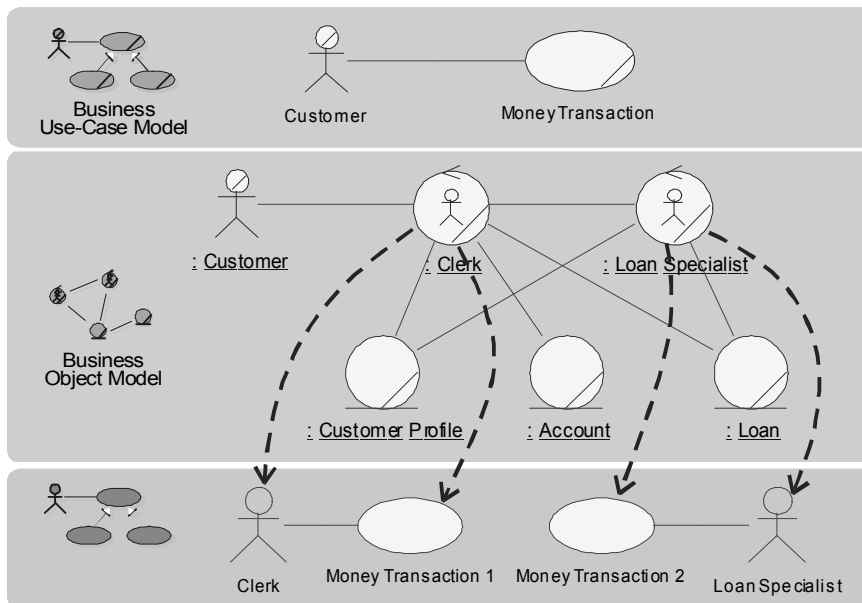 Business
Use-Case Model
Customer
Money Transaction
: Customer
: Clerk
: Loan Specialist
Business
Object Model
: Customer Profile
: Account
: Loan
Clerk
Money Transaction 1
Money Transaction 2
Loan Specialist